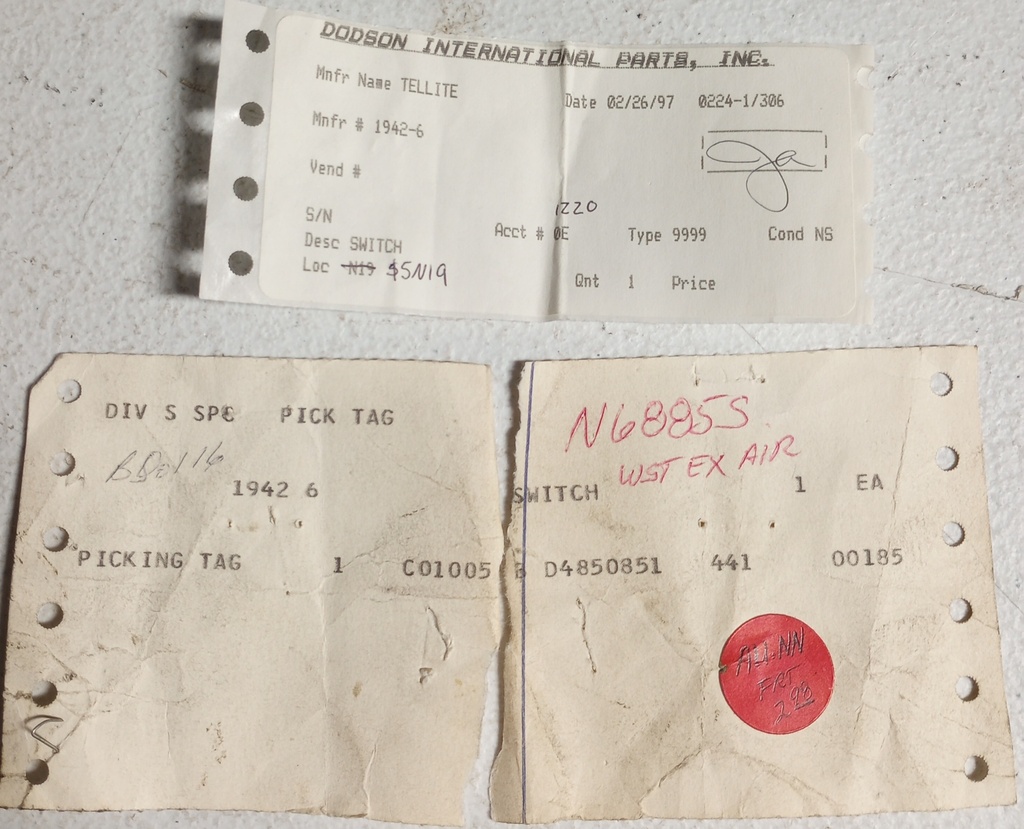 DODSON INTERNATIONAL PARTS, INC.
Mnfr Name TELLITE
Date 02/26/97 0224-1/306
Mnfr # 1942-6
Vend #
1220
S/N
Acct # 0E Type 9999 Cond NS
Desc SWITCH
Loc N19 $5N19
Qnt 1 Price
DIV S SPC PICK TAG
N6885S
WST EX AIR
1942 6 SWITCH 1 EA
PICKING TAG 1 C01005 B D4850851 441 00185
FRT
2 98